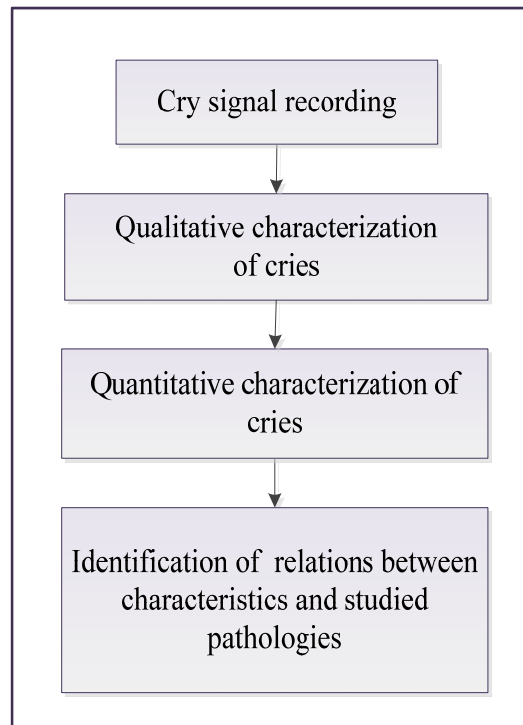 Cry signal recording
Qualitative characterization
of cries
Quantitative characterization of
cries
Identification of relations between
characteristics and studied
pathologies